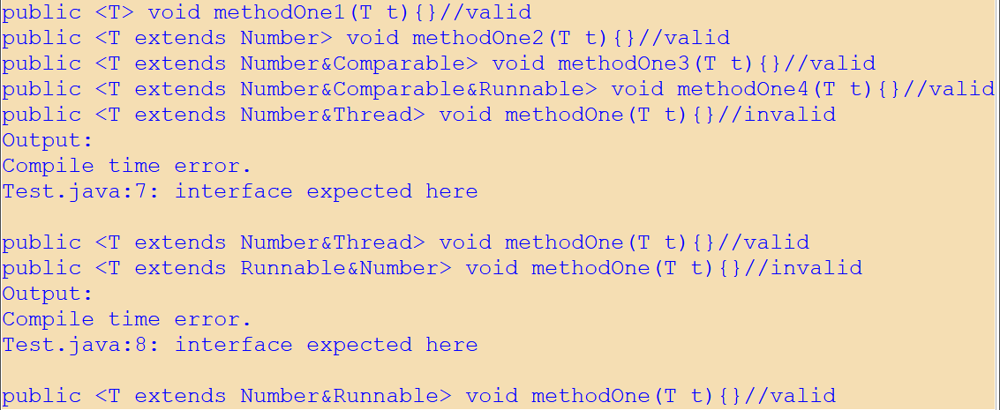 public <T> void methodOne1(T t){}//valid
public <T extends Number> void methodOne2(T t){}//valid
public <T extends Number&Comparable> void methodOne3(T t){}//valid
public <T extends Number&Comparable&Runnable> void methodOne4(T t){}//valid
public <T extends Number&Thread> void methodOne(T t){}//invalid
Output:
Compile time error.
Test.java:7: interface expected here
public <T extends Number&Thread> void methodOne(T t){}//valid
public <T extends Runnable&Number> void methodOne(T t){}//invalid
Output:
Compile time error.
Test.java:8: interface expected here
public <T extends Number&Runnable> void methodOne(T t){}//valid